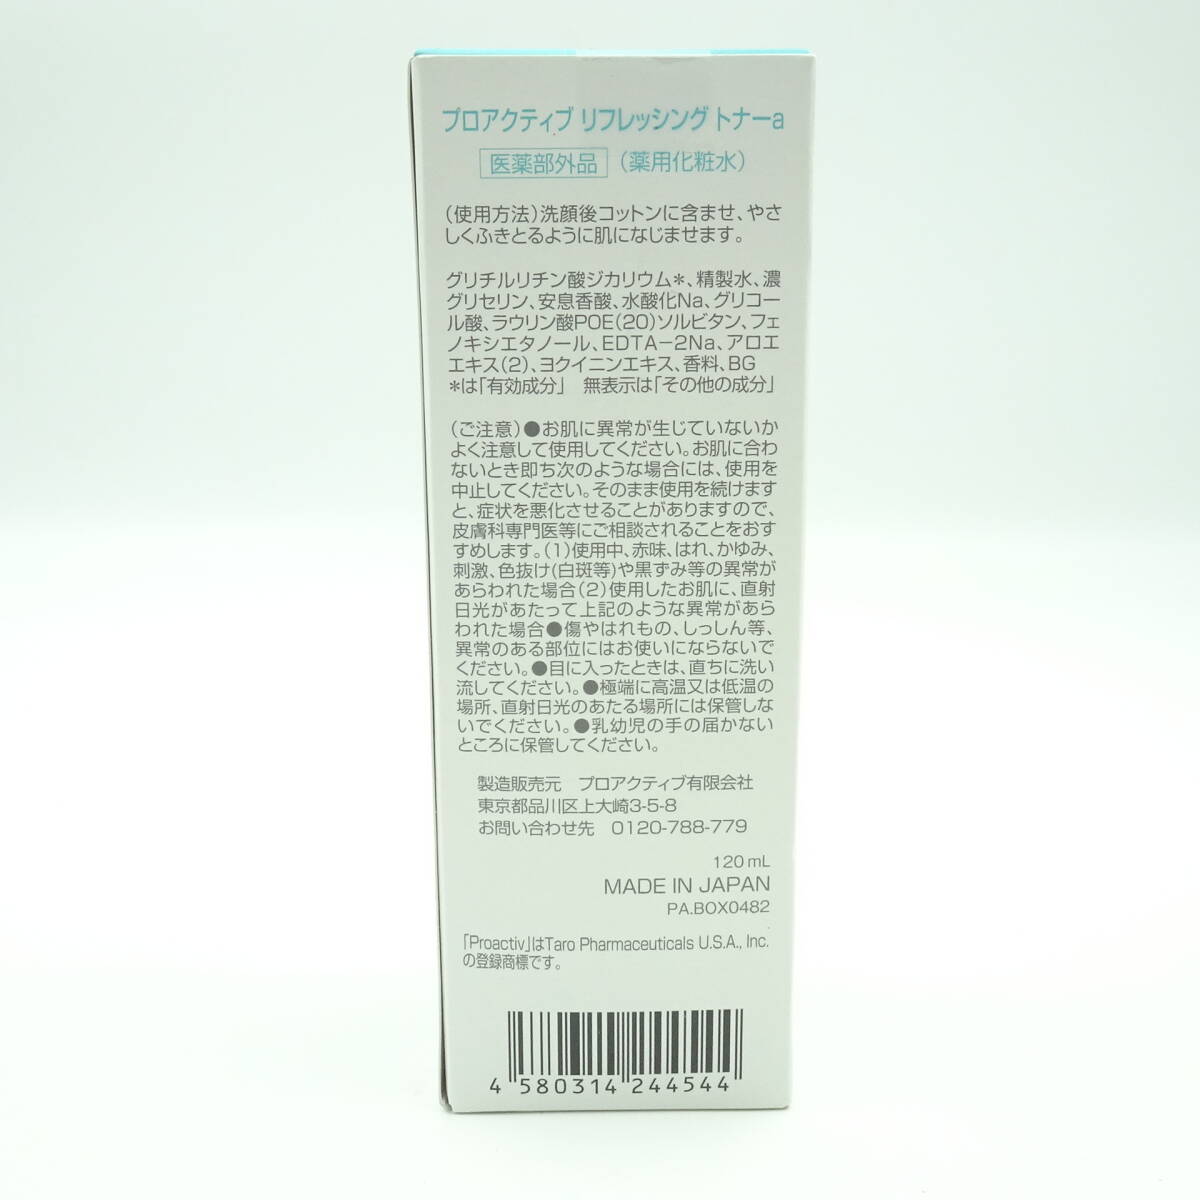 プロアクティブ リフレッシング トナーa
医薬部外品 (薬用化粧水)
(使用方法)洗顔後コットンに含ませ、やさ
しくふきとるように肌になじませます。
グリチルリチン酸ジカリウム*、精製水、濃
グリセリン、安息香酸、水酸化Na、グリコー
ル酸、ラウリン酸POE(20)ソルビタン、フェ
ノキシエタノール、EDTA-2Na、アロエ
エキス(2)、ヨクイニンエキス、香料、BG
*は「有効成分」 無表示は「その他の成分」
(ご注意)●お肌に異常が生じていないか
よく注意して使用してください。お肌に合わ
ないとき即ち次のような場合には、使用を
中止してください。そのまま使用を続けます
と、症状を悪化させることがありますので、
皮膚科専門医等にご相談されることをおす
すめします。(1)使用中、赤味、はれ、かゆみ、
刺激、色抜け(白斑等)や黒ずみ等の異常が
あらわれた場合(2)使用したお肌に、直射
日光があたって上記のような異常があら
われた場合●傷やはれもの、しっしん等、
異常のある部位にはお使いにならないで
ください。●目に入ったときは、直ちに洗い
流してください。●極端に高温又は低温の
場所、直射日光のあたる場所には保管しな
いでください。●乳幼児の手の届かない
ところに保管してください。
製造販売元 プロアクティブ有限会社
東京都品川区上大崎3-5-8
お問い合わせ先 0120-788-779
120 mL
MADE IN JAPAN
PA.BOX0482
「Proactiv」はTaro Pharmaceuticals U.S.A., Inc.
の登録商標です。
4 580314 244544